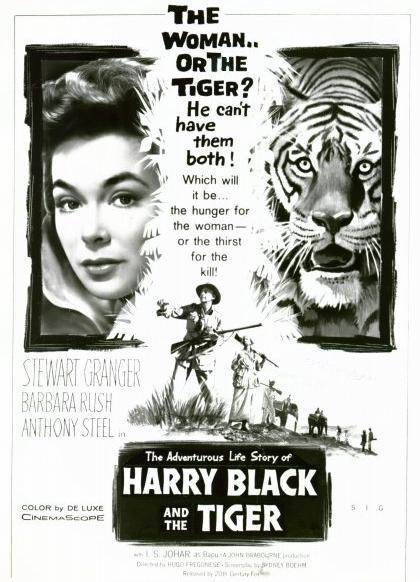 THE
WOMAN..
OR THE
TIGER?
He can't
have
them
both!
Which will
it be...
the hunger for
the woman—
or the thirst
for the
kill!
STEWART GRANGER
BARBARA RUSH
ANTHONY STEEL in
The Adventurous Life Story of
HARRY BLACK
AND THE TIGER
COLOR by DE LUXE
CINEMASCOPE
S I G
with I. S. JOHAR as Bapu • A JOHN BRABOURNE production
Directed by HUGO FREGONESE • Screenplay by SYDNEY BOEHM
Released by 20th Century-Fox